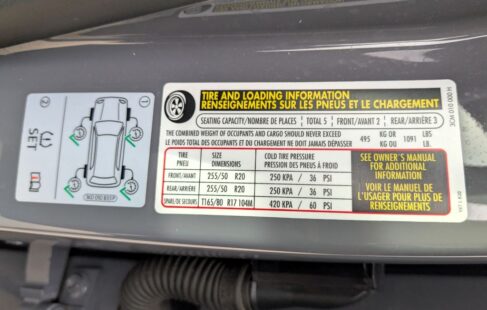 TIRE AND LOADING INFORMATION
RENSEIGNEMENTS SUR LES PNEUS ET LE CHARGEMENT
SEATING CAPACITY/NOMBRE DE PLACES | TOTAL 5 | FRONT/AVANT 2 | REAR/ARRIÈRE 3
THE COMBINED WEIGHT OF OCCUPANTS AND CARGO SHOULD NEVER EXCEED
LE POIDS TOTAL DES OCCUPANTS ET DU CHARGEMENT NE DOIT JAMAIS DÉPASSER
495 KG OR 1091 LBS
KG OU LB.
TIRE SIZE COLD TIRE PRESSURE
PNEU DIMENSIONS PRESSION DES PNEUS À FROID
FRONT/AVANT 255/50 R20 250 KPA / 36 PSI
REAR/ARRIÈRE 255/50 R20 250 KPA / 36 PSI
SPARE/DE SECOURS T165/80 R17 104M 420 KPA / 60 PSI
SEE OWNER'S MANUAL
FOR ADDITIONAL
INFORMATION
VOIR LE MANUEL DE
L'USAGER POUR PLUS DE
RENSEIGNEMENTS
1
2
SET